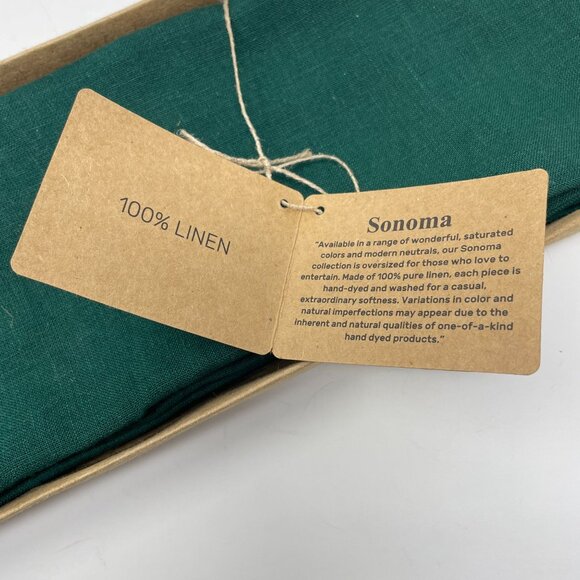 100% LINEN
Sonoma
"Available in a range of wonderful, saturated
colors and modern neutrals, our Sonoma
collection is oversized for those who love to
entertain. Made of 100% pure linen, each piece is
hand-dyed and washed for a casual,
extraordinary softness. Variations in color and
natural imperfections may appear due to the
inherent and natural qualities of one-of-a-kind
hand dyed products."